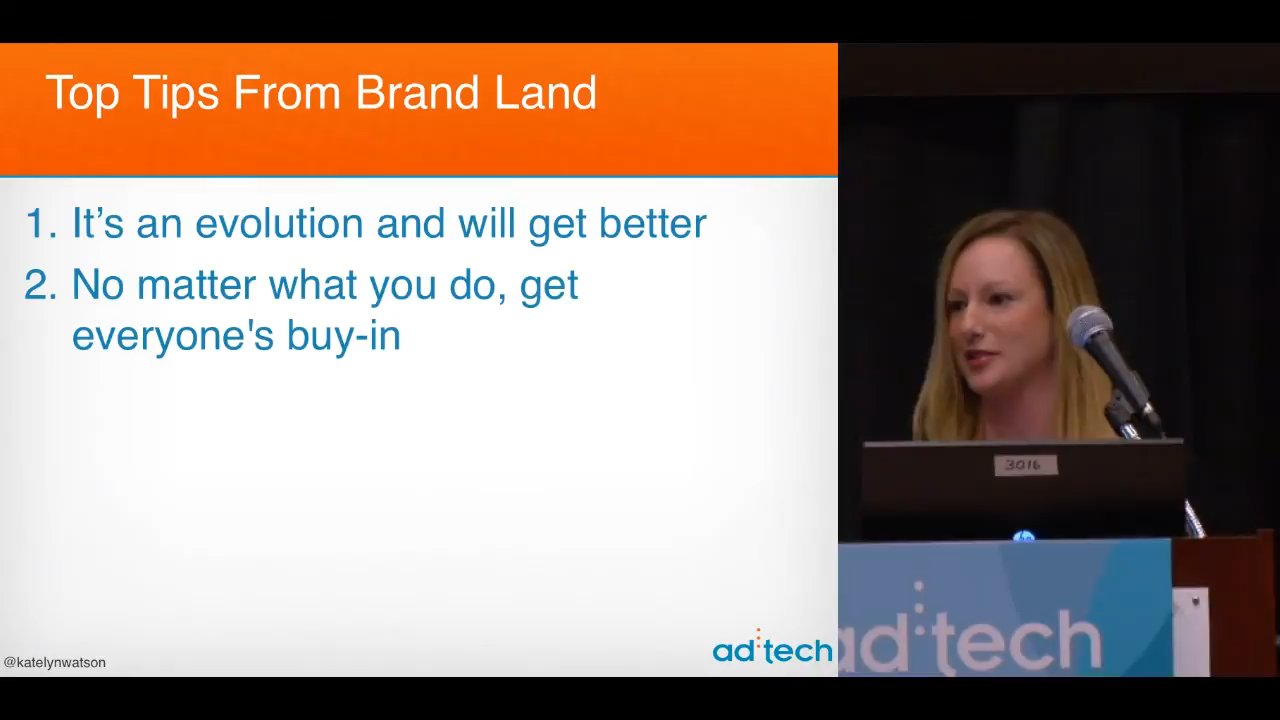 Top Tips From Brand Land
1. It’s an evolution and will get better
2. No matter what you do, get
everyone's buy-in
@katelynwatson
ad:tech
3016
hp
ad:tech